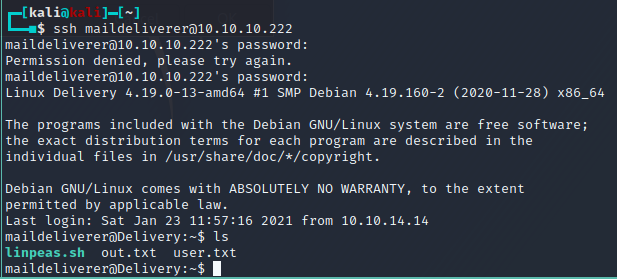 ┌─[kali@kali]─[~]
└──■$ ssh maildeliverer@10.10.10.222
maildeliverer@10.10.10.222's password:
Permission denied, please try again.
maildeliverer@10.10.10.222's password:
Linux Delivery 4.19.0-13-amd64 #1 SMP Debian 4.19.160-2 (2020-11-28) x86_64

The programs included with the Debian GNU/Linux system are free software;
the exact distribution terms for each program are described in the
individual files in /usr/share/doc/*/copyright.

Debian GNU/Linux comes with ABSOLUTELY NO WARRANTY, to the extent
permitted by applicable law.
Last login: Sat Jan 23 11:57:16 2021 from 10.10.14.14
maildeliverer@Delivery:~$ ls
linpeas.sh  out.txt  user.txt
maildeliverer@Delivery:~$